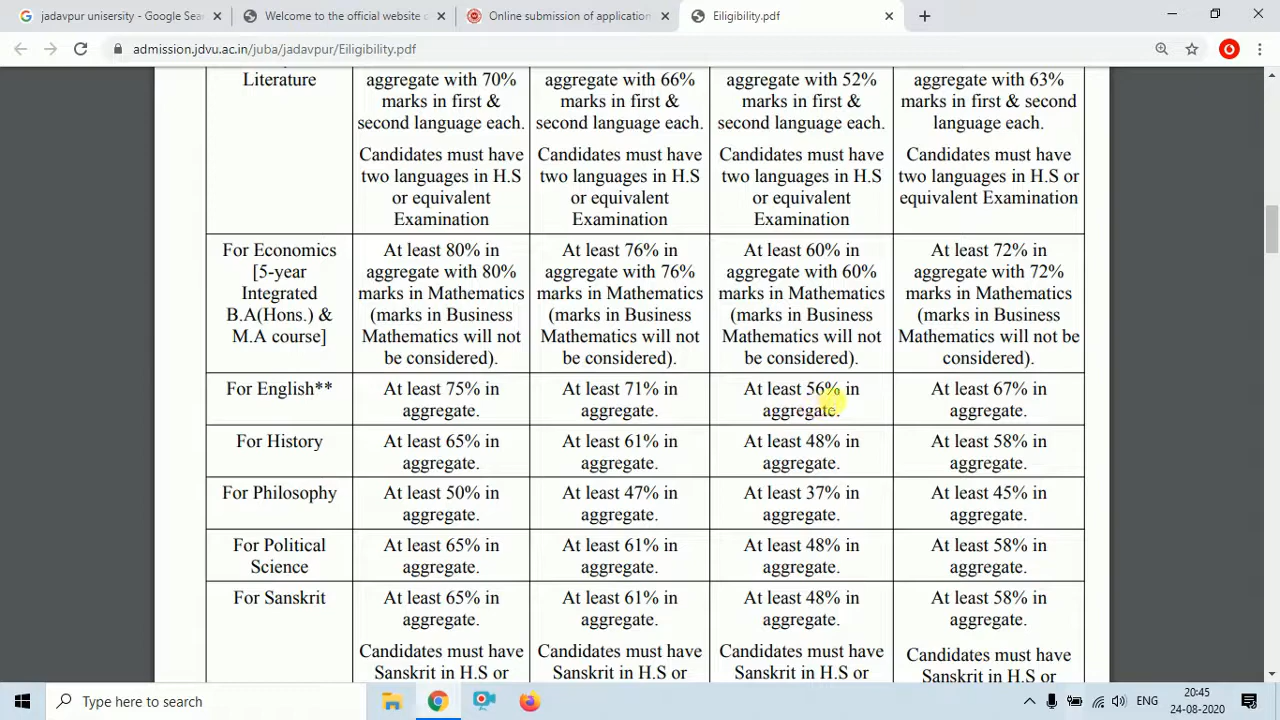 jadavpur unisersity - Google Sea
Welcome to the official website o
Online submission of application
Eiligibility.pdf
admission.jdvu.ac.in/juba/jadavpur/Eiligibility.pdf
Literature
aggregate with 70%
marks in first &
second language each.
Candidates must have
two languages in H.S
or equivalent
Examination
aggregate with 66%
marks in first &
second language each.
Candidates must have
two languages in H.S
or equivalent
Examination
aggregate with 52%
marks in first &
second language each.
Candidates must have
two languages in H.S
or equivalent
Examination
aggregate with 63%
marks in first & second
language each.
Candidates must have
two languages in H.S or
equivalent Examination
For Economics
[5-year
Integrated
B.A(Hons.) &
M.A course]
At least 80% in
aggregate with 80%
marks in Mathematics
(marks in Business
Mathematics will not
be considered).
At least 76% in
aggregate with 76%
marks in Mathematics
(marks in Business
Mathematics will not
be considered).
At least 60% in
aggregate with 60%
marks in Mathematics
(marks in Business
Mathematics will not
be considered).
At least 72% in
aggregate with 72%
marks in Mathematics
(marks in Business
Mathematics will not be
considered).
For English**
At least 75% in
aggregate.
At least 71% in
aggregate.
At least 56% in
aggregate.
At least 67% in
aggregate.
For History
At least 65% in
aggregate.
At least 61% in
aggregate.
At least 48% in
aggregate.
At least 58% in
aggregate.
For Philosophy
At least 50% in
aggregate.
At least 47% in
aggregate.
At least 37% in
aggregate.
At least 45% in
aggregate.
For Political
Science
At least 65% in
aggregate.
At least 61% in
aggregate.
At least 48% in
aggregate.
At least 58% in
aggregate.
For Sanskrit
At least 65% in
aggregate.
Candidates must have
Sanskrit in H.S or
At least 61% in
aggregate.
Candidates must have
Sanskrit in H.S or
At least 48% in
aggregate.
Candidates must have
Sanskrit in H.S or
At least 58% in
aggregate.
Candidates must have
Sanskrit in H.S or
Type here to search
ENG
20:45
24-08-2020